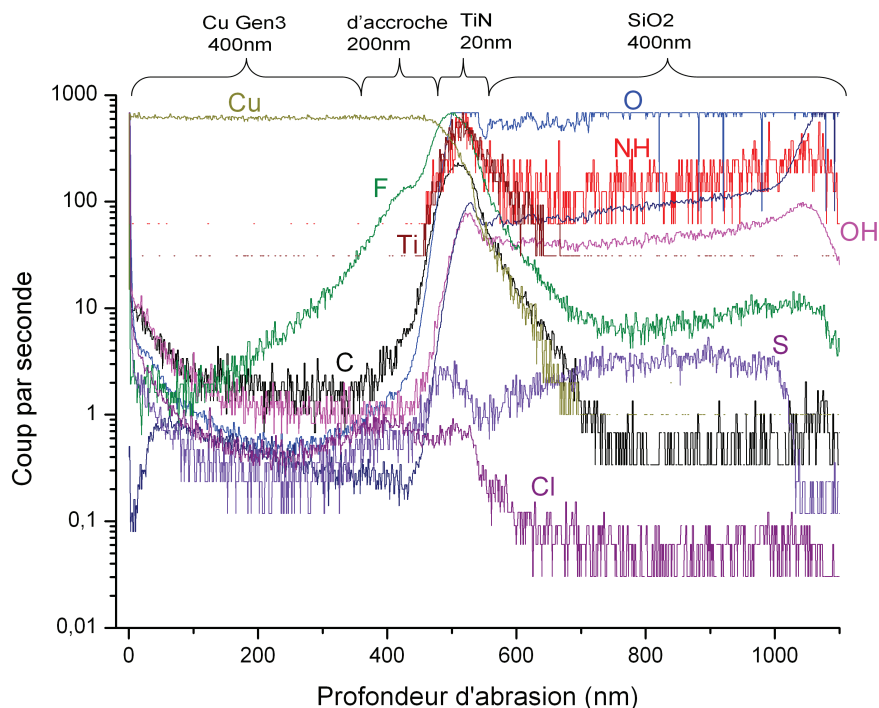 Cu Gen3
400nm
d'accroche
200nm
TiN
20nm
SiO2
400nm
1000
100
10
1
0,1
0,01
Coup par seconde
Cu
O
F
NH
Ti
OH
C
S
Cl
0
200
400
600
800
1000
Profondeur d'abrasion (nm)